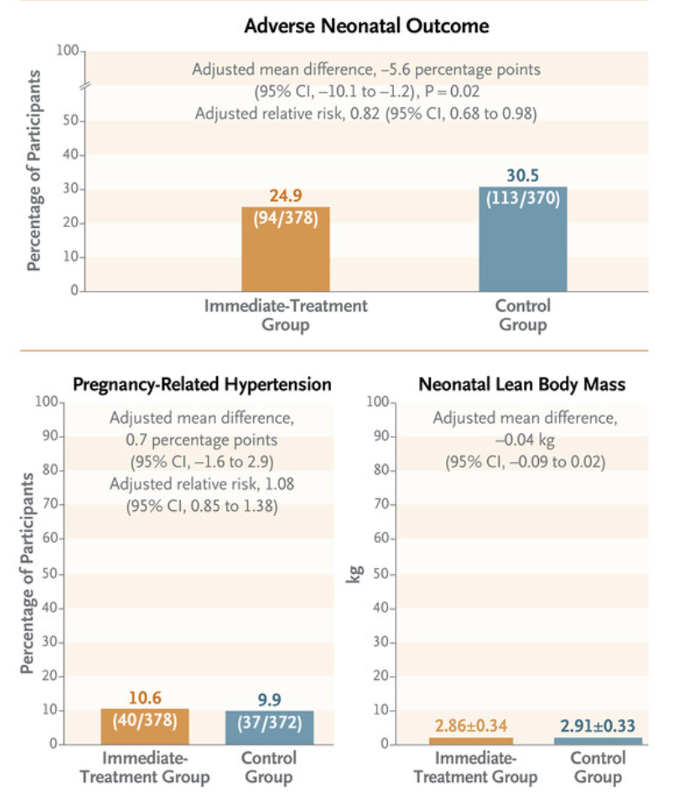 Adverse Neonatal Outcome
Percentage of Participants
100
50
40
30
20
10
0
Adjusted mean difference, –5.6 percentage points
(95% CI, –10.1 to –1.2), P = 0.02
Adjusted relative risk, 0.82 (95% CI, 0.68 to 0.98)
24.9
(94/378)
30.5
(113/370)
Immediate-Treatment
Group
Control
Group
Pregnancy-Related Hypertension
Percentage of Participants
100
90
80
70
60
50
40
30
20
10
0
Adjusted mean difference,
0.7 percentage points
(95% CI, –1.6 to 2.9)
Adjusted relative risk, 1.08
(95% CI, 0.85 to 1.38)
10.6
(40/378)
9.9
(37/372)
Immediate-
Treatment Group
Control
Group
Neonatal Lean Body Mass
kg
100
90
80
70
60
50
40
30
20
10
0
Adjusted mean difference,
–0.04 kg
(95% CI, –0.09 to 0.02)
2.86±0.34
2.91±0.33
Immediate-
Treatment Group
Control
Group